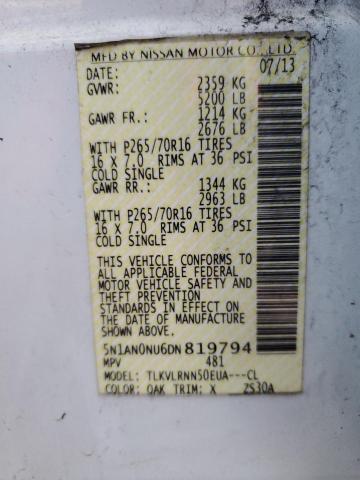 MFD BY NISSAN MOTOR CO.,LTD.
DATE: 07/13
GVWR: 2359 KG
5200 LB
GAWR FR.: 1214 KG
2676 LB
WITH P265/70R16 TIRES
16 X 7.0 RIMS AT 36 PSI
COLD SINGLE
GAWR RR.: 1344 KG
2963 LB
WITH P265/70R16 TIRES
16 X 7.0 RIMS AT 36 PSI
COLD SINGLE
THIS VEHICLE CONFORMS TO
ALL APPLICABLE FEDERAL
MOTOR VEHICLE SAFETY AND
THEFT PREVENTION
STANDARDS IN EFFECT ON
THE DATE OF MANUFACTURE
SHOWN ABOVE.
5N1AN0NU6DN819794
MPV 481
MODEL: TLKVLRNN50EUA---CL
COLOR: QAK TRIM: X ZS30A